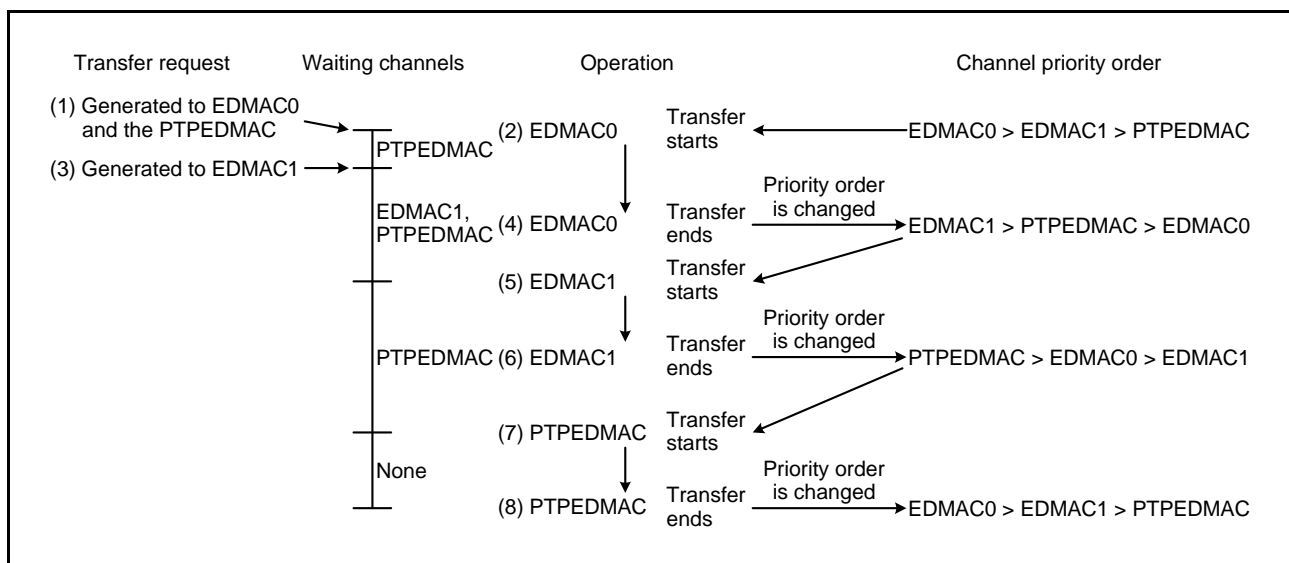 Transfer request Waiting channels Operation Channel priority order
(1) Generated to EDMAC0
and the PTPEDMAC
PTPEDMAC
(2) EDMAC0
Transfer
starts
EDMAC0 > EDMAC1 > PTPEDMAC
(3) Generated to EDMAC1
EDMAC1,
PTPEDMAC
(4) EDMAC0
Transfer
ends
Priority order
is changed
EDMAC1 > PTPEDMAC > EDMAC0
(5) EDMAC1
Transfer
starts
PTPEDMAC
(6) EDMAC1
Transfer
ends
Priority order
is changed
PTPEDMAC > EDMAC0 > EDMAC1
(7) PTPEDMAC
Transfer
starts
None
(8) PTPEDMAC
Transfer
ends
Priority order
is changed
EDMAC0 > EDMAC1 > PTPEDMAC